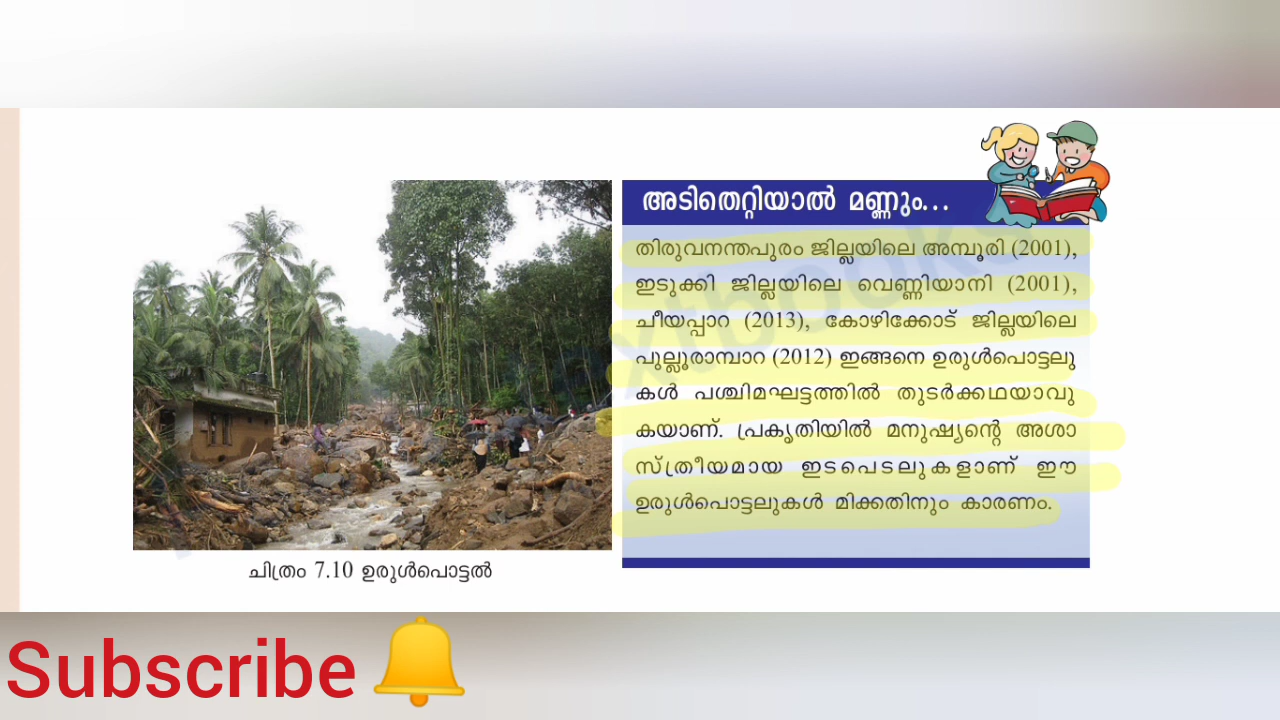 അടിതെറ്റിയാൽ മണ്ണും...
തിരുവനന്തപുരം ജില്ലയിലെ അമ്പൂരി (2001),
ഇടുക്കി ജില്ലയിലെ വെണ്ണിയാനി (2001),
ചീയപ്പാറ (2013), കോഴിക്കോട് ജില്ലയിലെ
പുല്ലൂരാമ്പാറ (2012) ഇങ്ങനെ ഉരുൾപൊട്ടലു
കൾ പശ്ചിമഘട്ടത്തിൽ തുടർക്കഥയാവു
കയാണ്. പ്രകൃതിയിൽ മനുഷ്യന്റെ അശാ
സ്ത്രീയമായ ഇടപെടലുകളാണ് ഈ
ഉരുൾപൊട്ടലുകൾ മിക്കതിനും കാരണം.
ചിത്രം 7.10 ഉരുൾപൊട്ടൽ
Subscribe